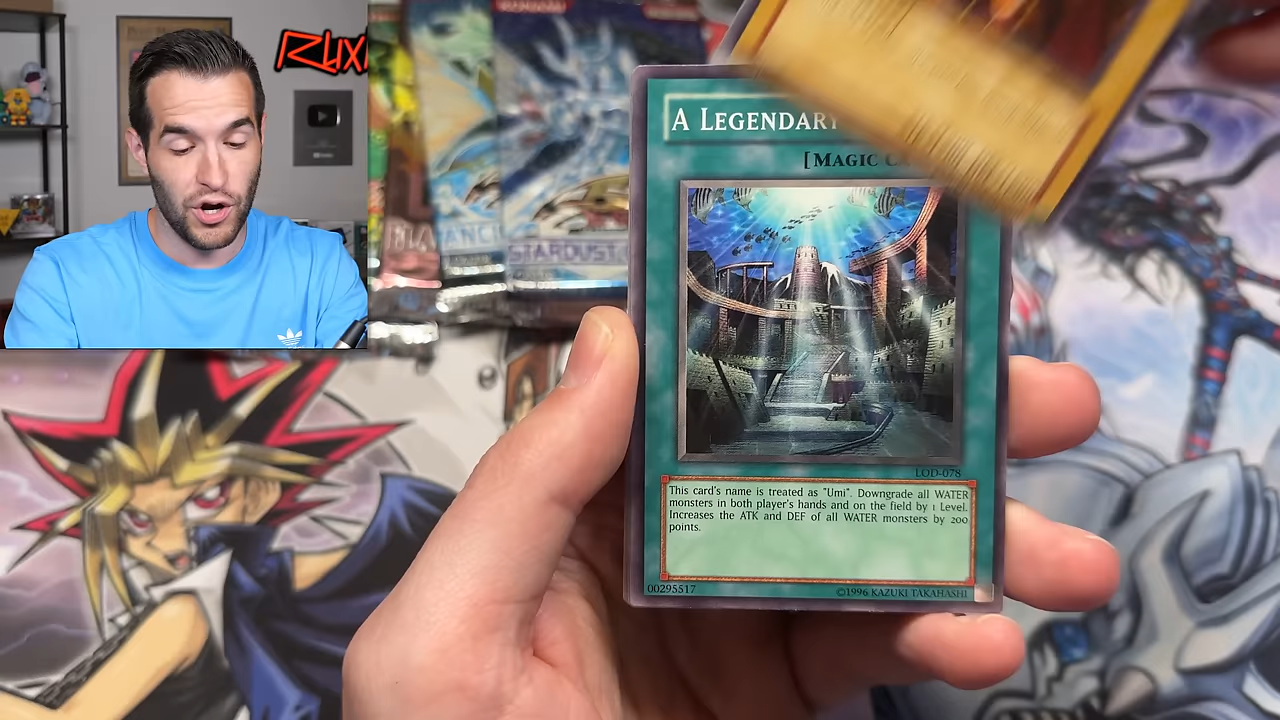 KONAMI
STARDUST
A LEGENDARY
[MAGIC C
LOD-078
This card's name is treated as "Umi". Downgrade all WATER
monsters in both player's hands and on the field by 1 Level.
Increases the ATK and DEF of all WATER monsters by 200
points.
00295517
©1996 KAZUKI TAKAHASHI